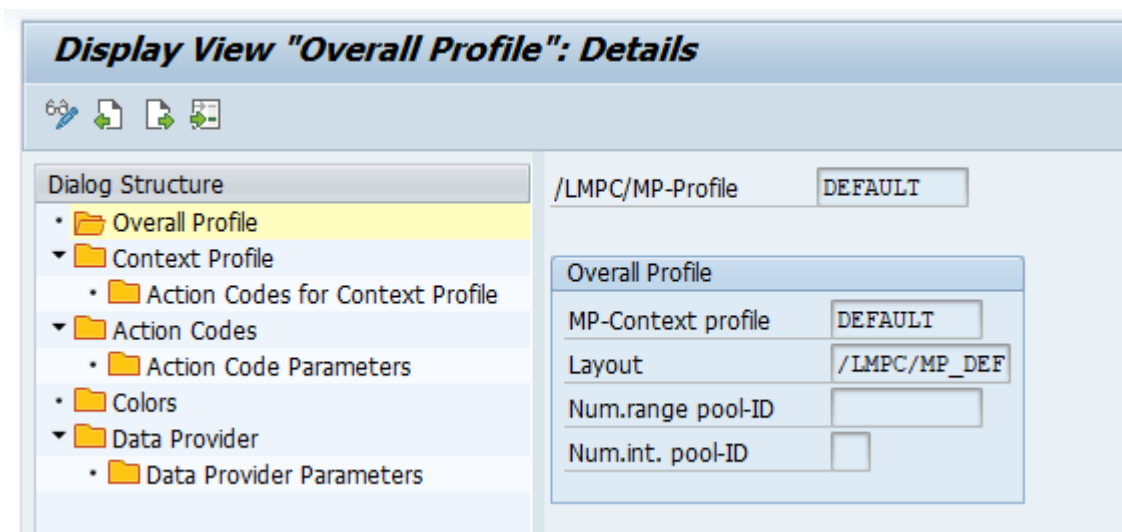 Display View "Overall Profile": Details
Dialog Structure
Overall Profile
Context Profile
Action Codes for Context Profile
Action Codes
Action Code Parameters
Colors
Data Provider
Data Provider Parameters
/LMPC/MP-Profile DEFAULT
Overall Profile
MP-Context profile DEFAULT
Layout /LMPC/MP_DEF
Num.range pool-ID
Num.int. pool-ID